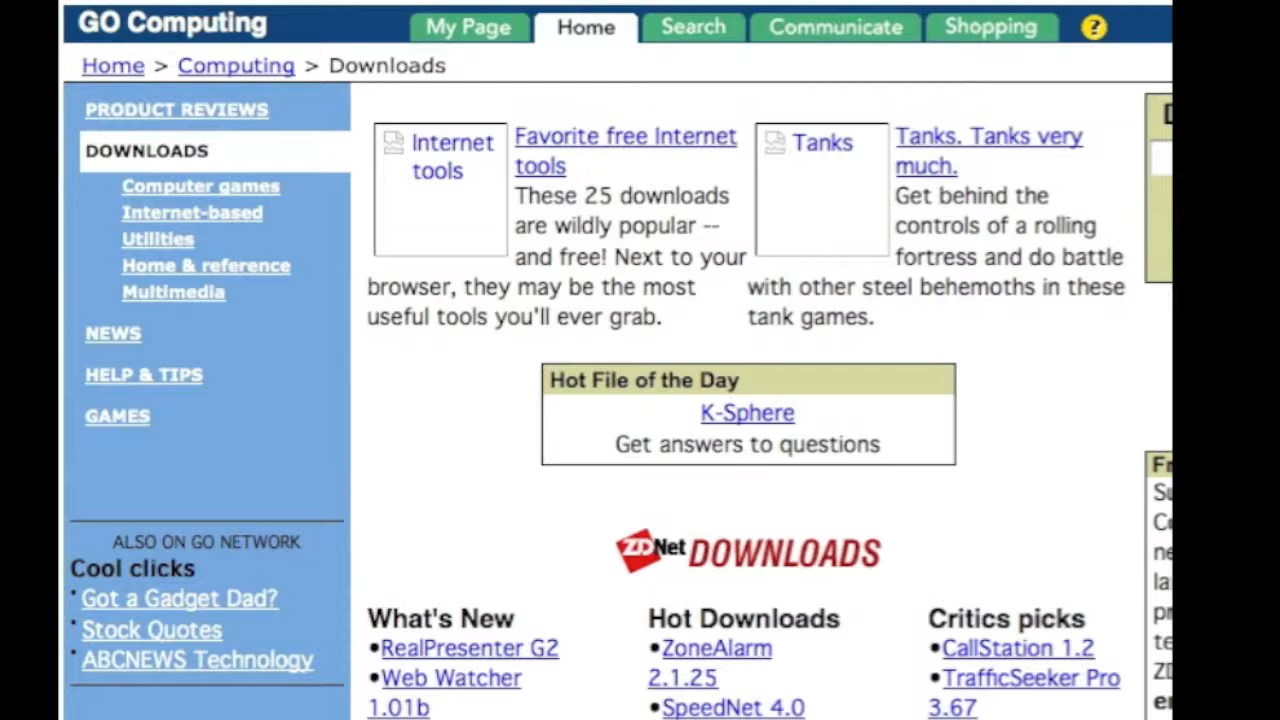 GO Computing
My Page
Home
Search
Communicate
Shopping
?
Home > Computing > Downloads
PRODUCT REVIEWS
DOWNLOADS
Computer games
Internet-based
Utilities
Home & reference
Multimedia
NEWS
HELP & TIPS
GAMES
ALSO ON GO NETWORK
Cool clicks
Got a Gadget Dad?
Stock Quotes
ABCNEWS Technology
Internet
tools
Favorite free Internet
tools
These 25 downloads
are wildly popular --
and free! Next to your
browser, they may be the most
useful tools you'll ever grab.
Tanks
Tanks. Tanks very
much.
Get behind the
controls of a rolling
fortress and do battle
with other steel behemoths in these
tank games.
Hot File of the Day
K-Sphere
Get answers to questions
ZDNet DOWNLOADS
What's New
•RealPresenter G2
•Web Watcher
1.01b
Hot Downloads
•ZoneAlarm
2.1.25
•SpeedNet 4.0
Critics picks
•CallStation 1.2
•TrafficSeeker Pro
3.67